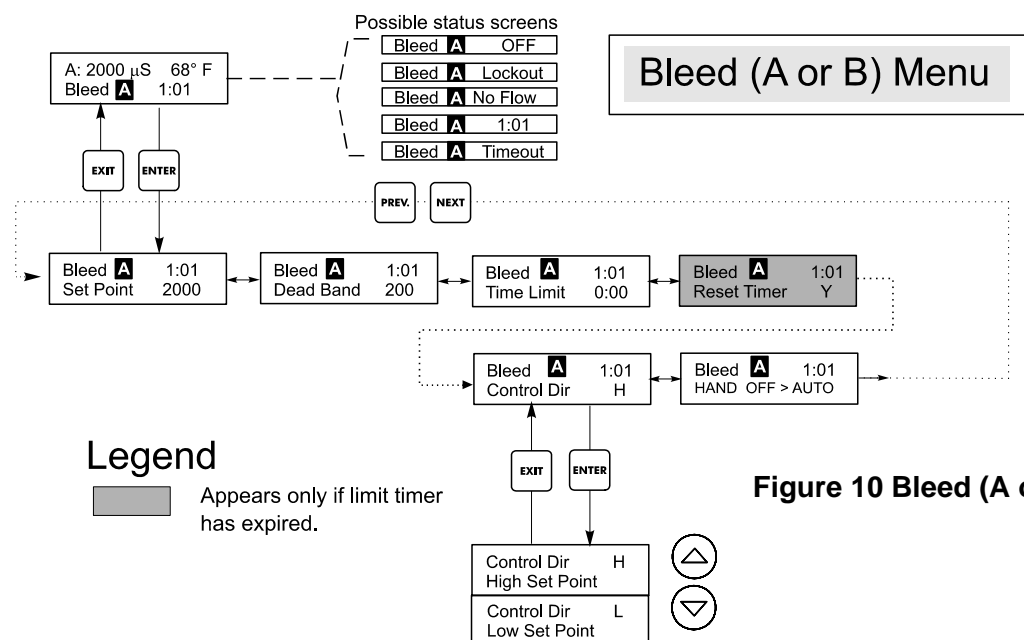 Possible status screens
Bleed A OFF
Bleed A Lockout
Bleed A No Flow
Bleed A 1:01
Bleed A Timeout
Bleed (A or B) Menu
A: 2000 µS 68° F
Bleed A 1:01
EXIT
ENTER
PREV.
NEXT
Bleed A 1:01
Set Point 2000
Bleed A 1:01
Dead Band 200
Bleed A 1:01
Time Limit 0:00
Bleed A 1:01
Reset Timer Y
Bleed A 1:01
Control Dir H
Bleed A 1:01
HAND OFF > AUTO
EXIT
ENTER
Legend
Appears only if limit timer
has expired.
Figure 10 Bleed (A
Control Dir H
High Set Point
Control Dir L
Low Set Point